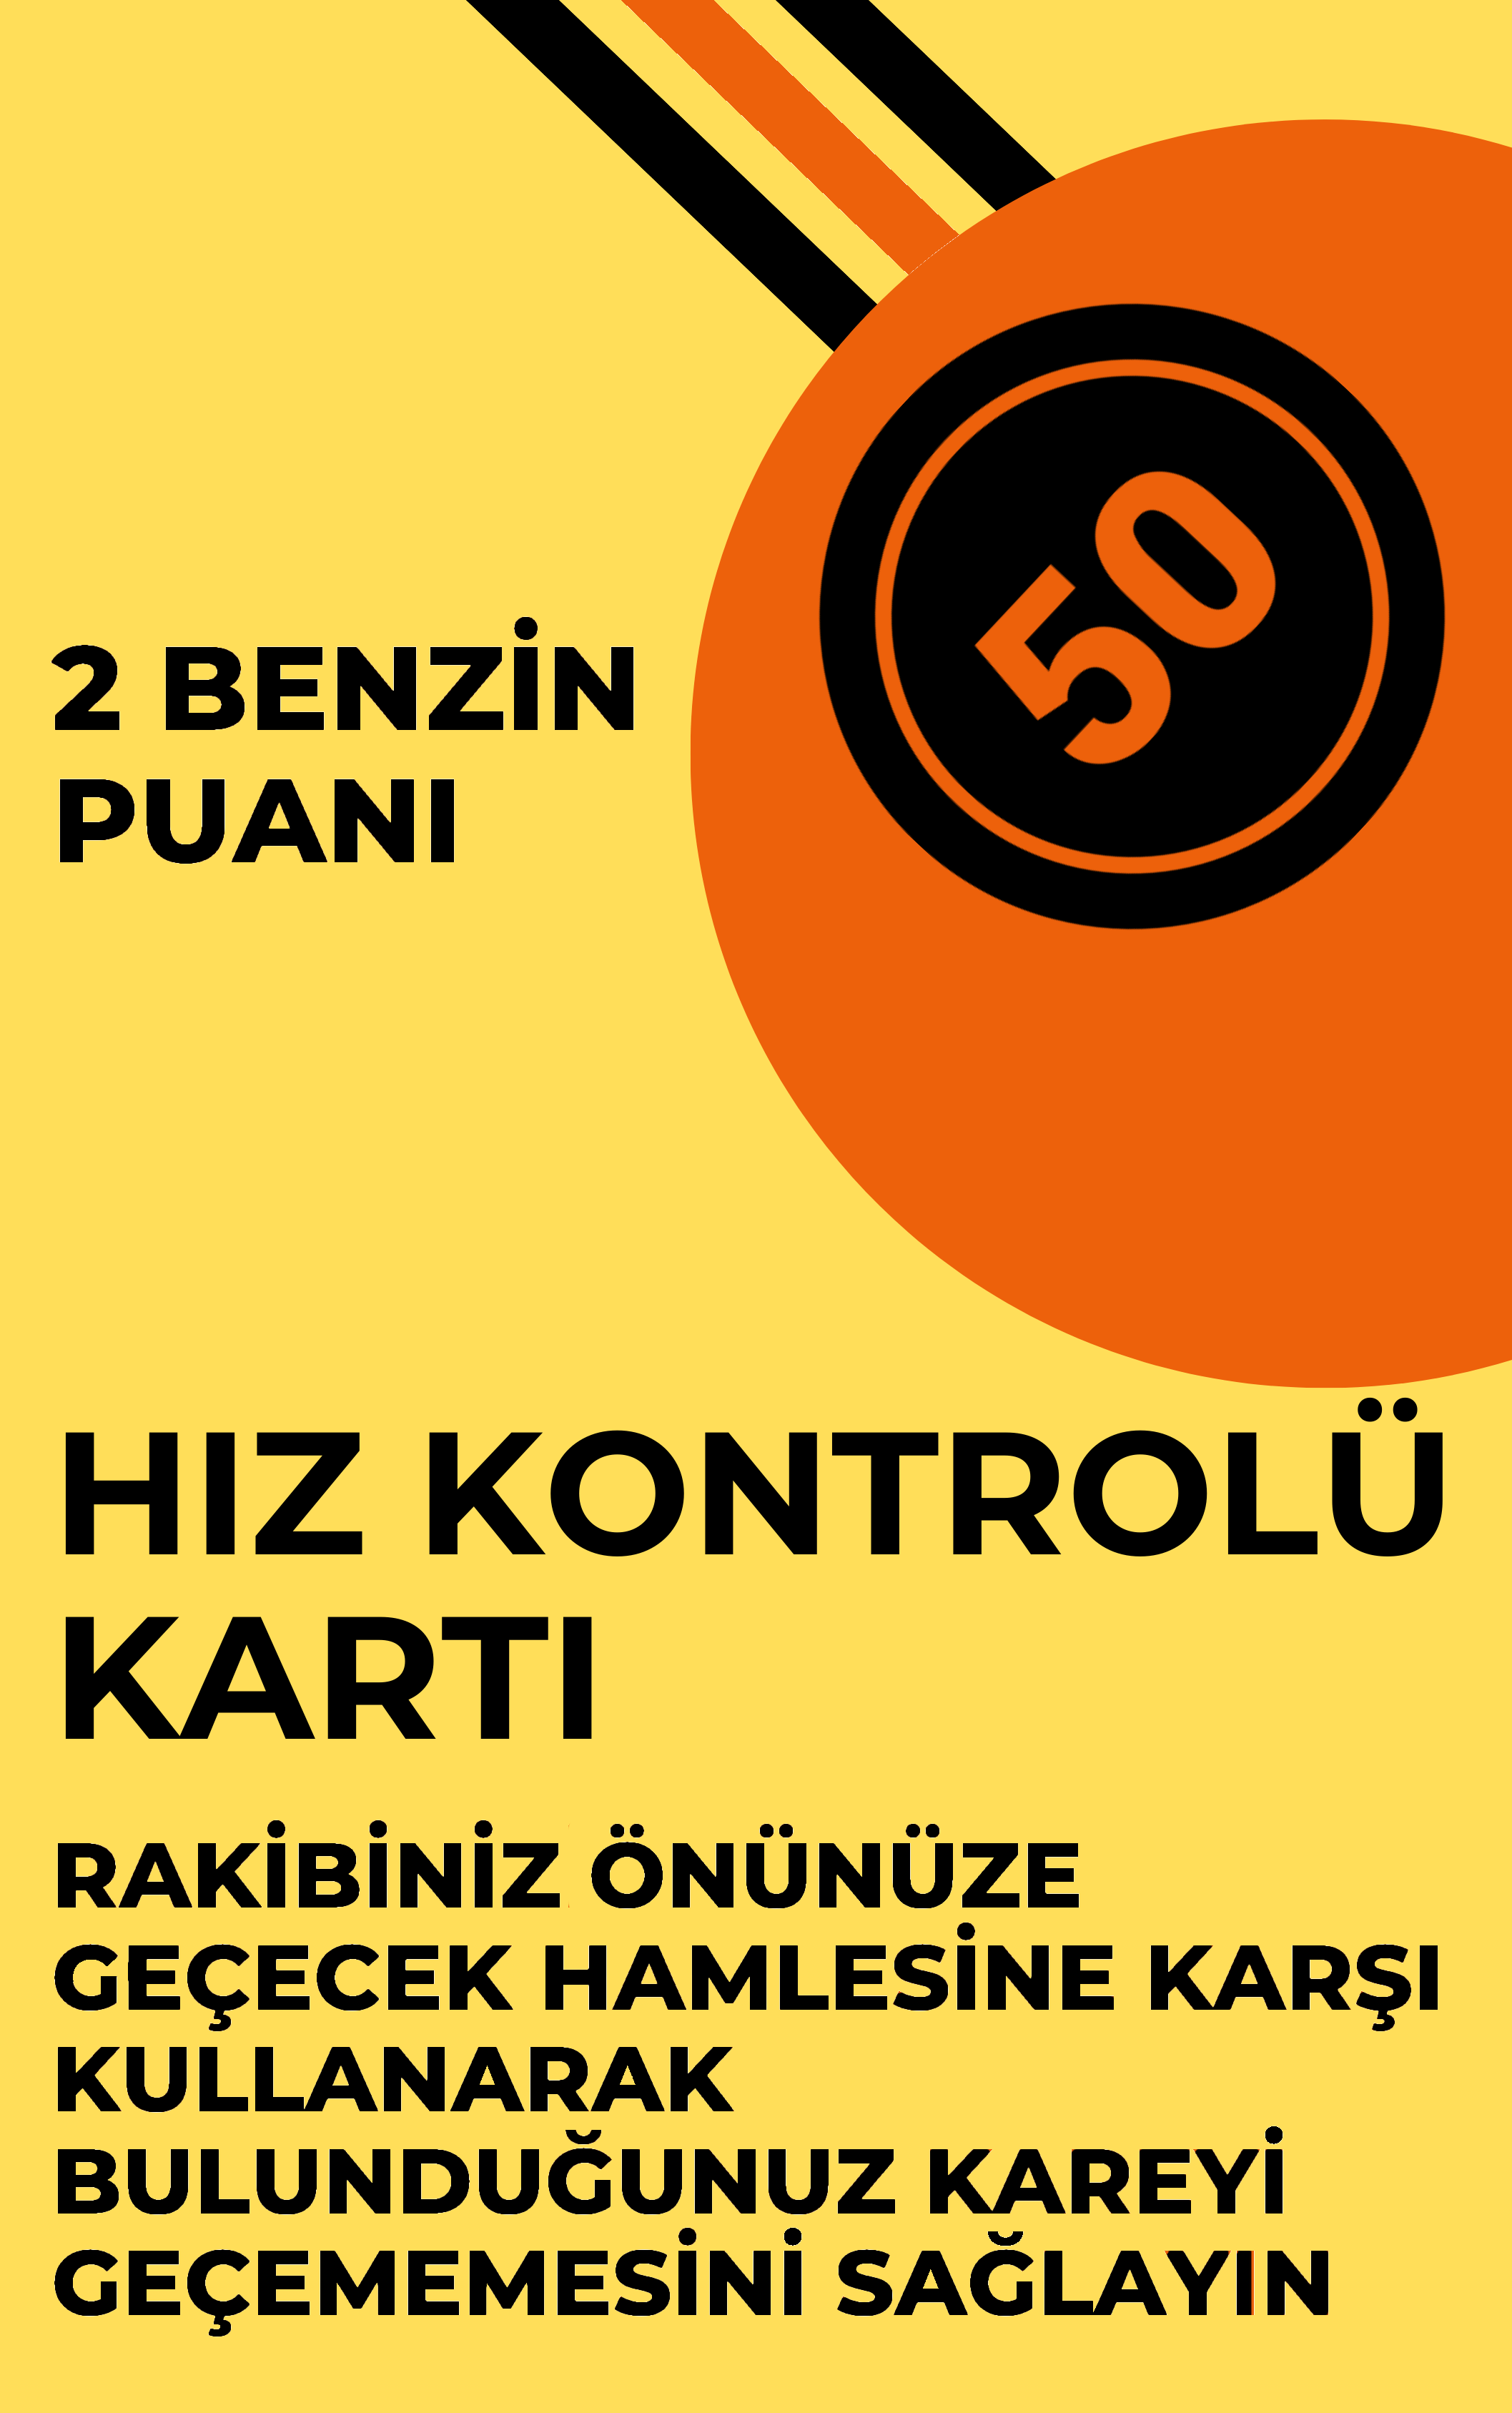 50
2 BENZİN
PUANI
HIZ KONTROLÜ
KARTI
RAKİBİNİZ ÖNÜNÜZE
GEÇECEK HAMLESİNE KARŞI
KULLANARAK
BULUNDUĞUNUZ KAREYİ
GEÇEMEMESİNİ SAĞLAYIN